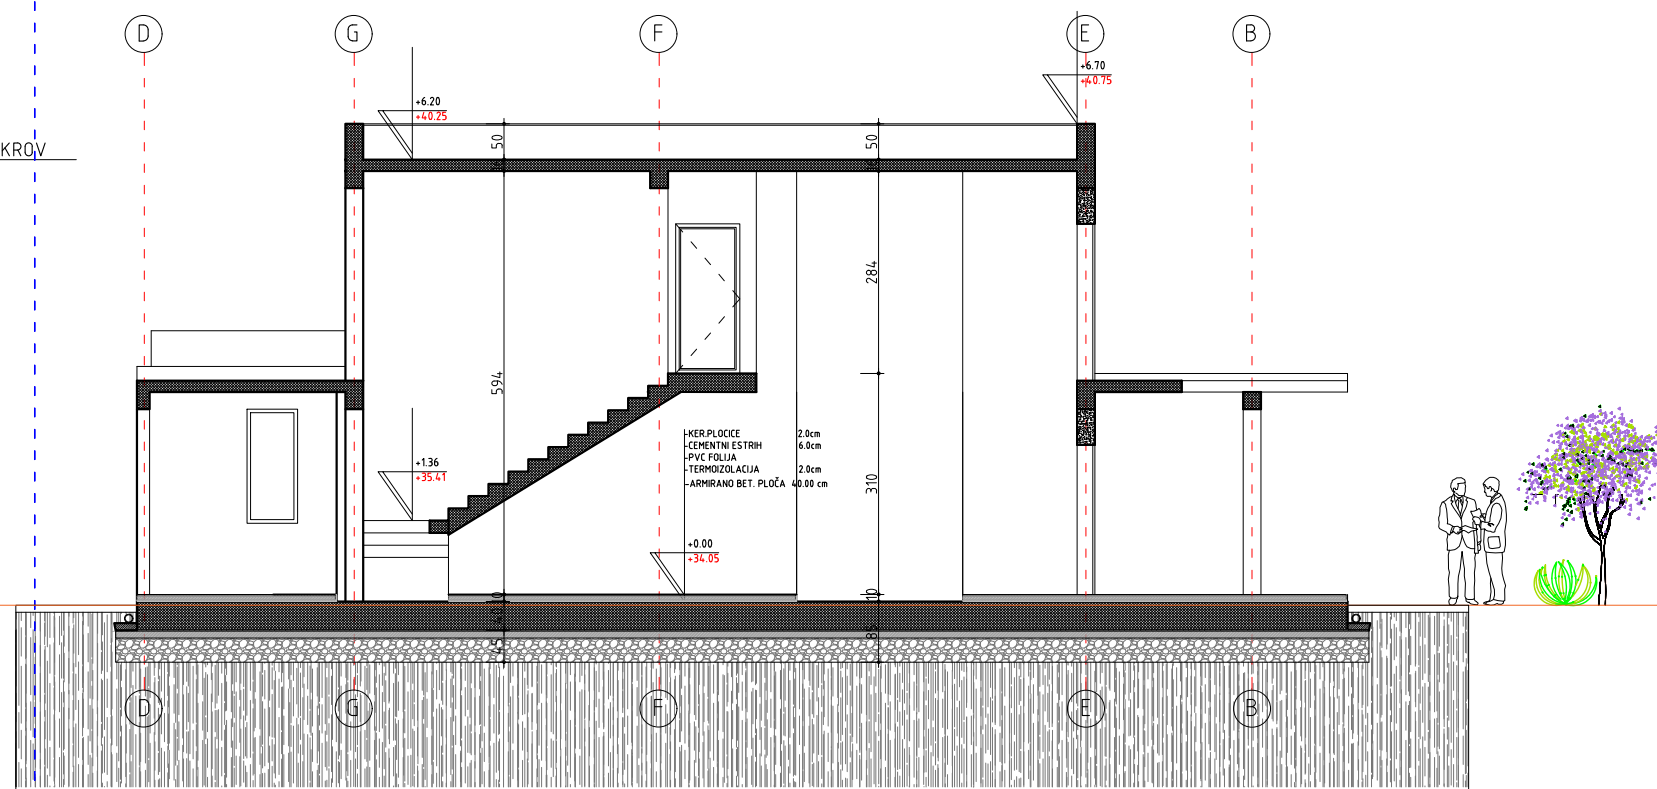 D G F E B
+6.70
+40.75
+6.20
+40.25
50 50
KROV
284
594
-KER.PLOCICE 2.0cm
-CEMENTNI ESTRIH 6.0cm
-PVC FOLIJA
-TERMOIZOLACIJA 2.0cm
-ARMIRANO BET. PLOČA 40.00 cm
+1.36
+35.41
310
+0.00
+34.05
10
40
45 85
D G F E B